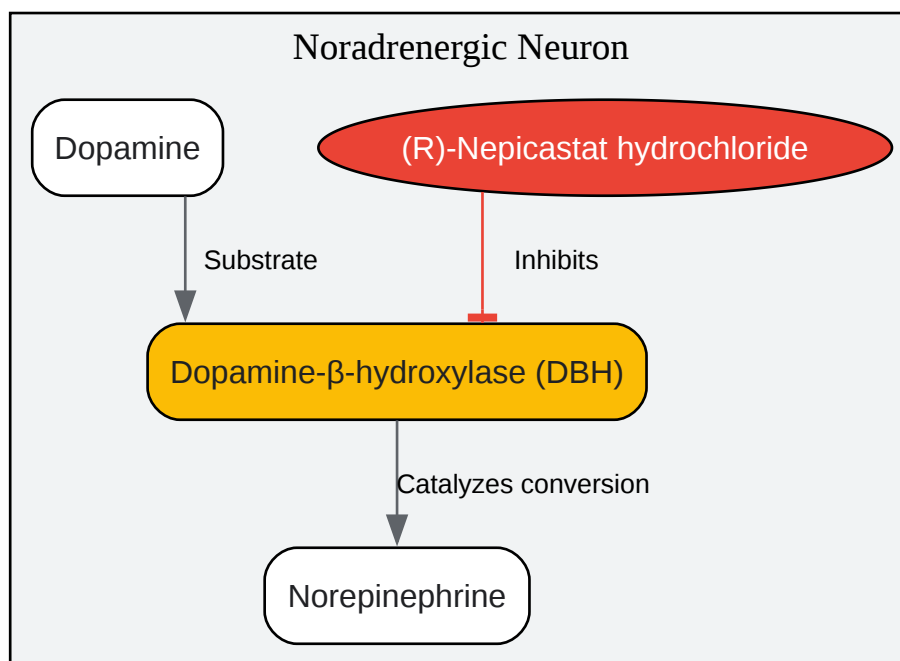 Noradrenergic Neuron
Dopamine
(R)-Nepicastat hydrochloride
Substrate
Inhibits
Dopamine-β-hydroxylase (DBH)
Catalyzes conversion
Norepinephrine